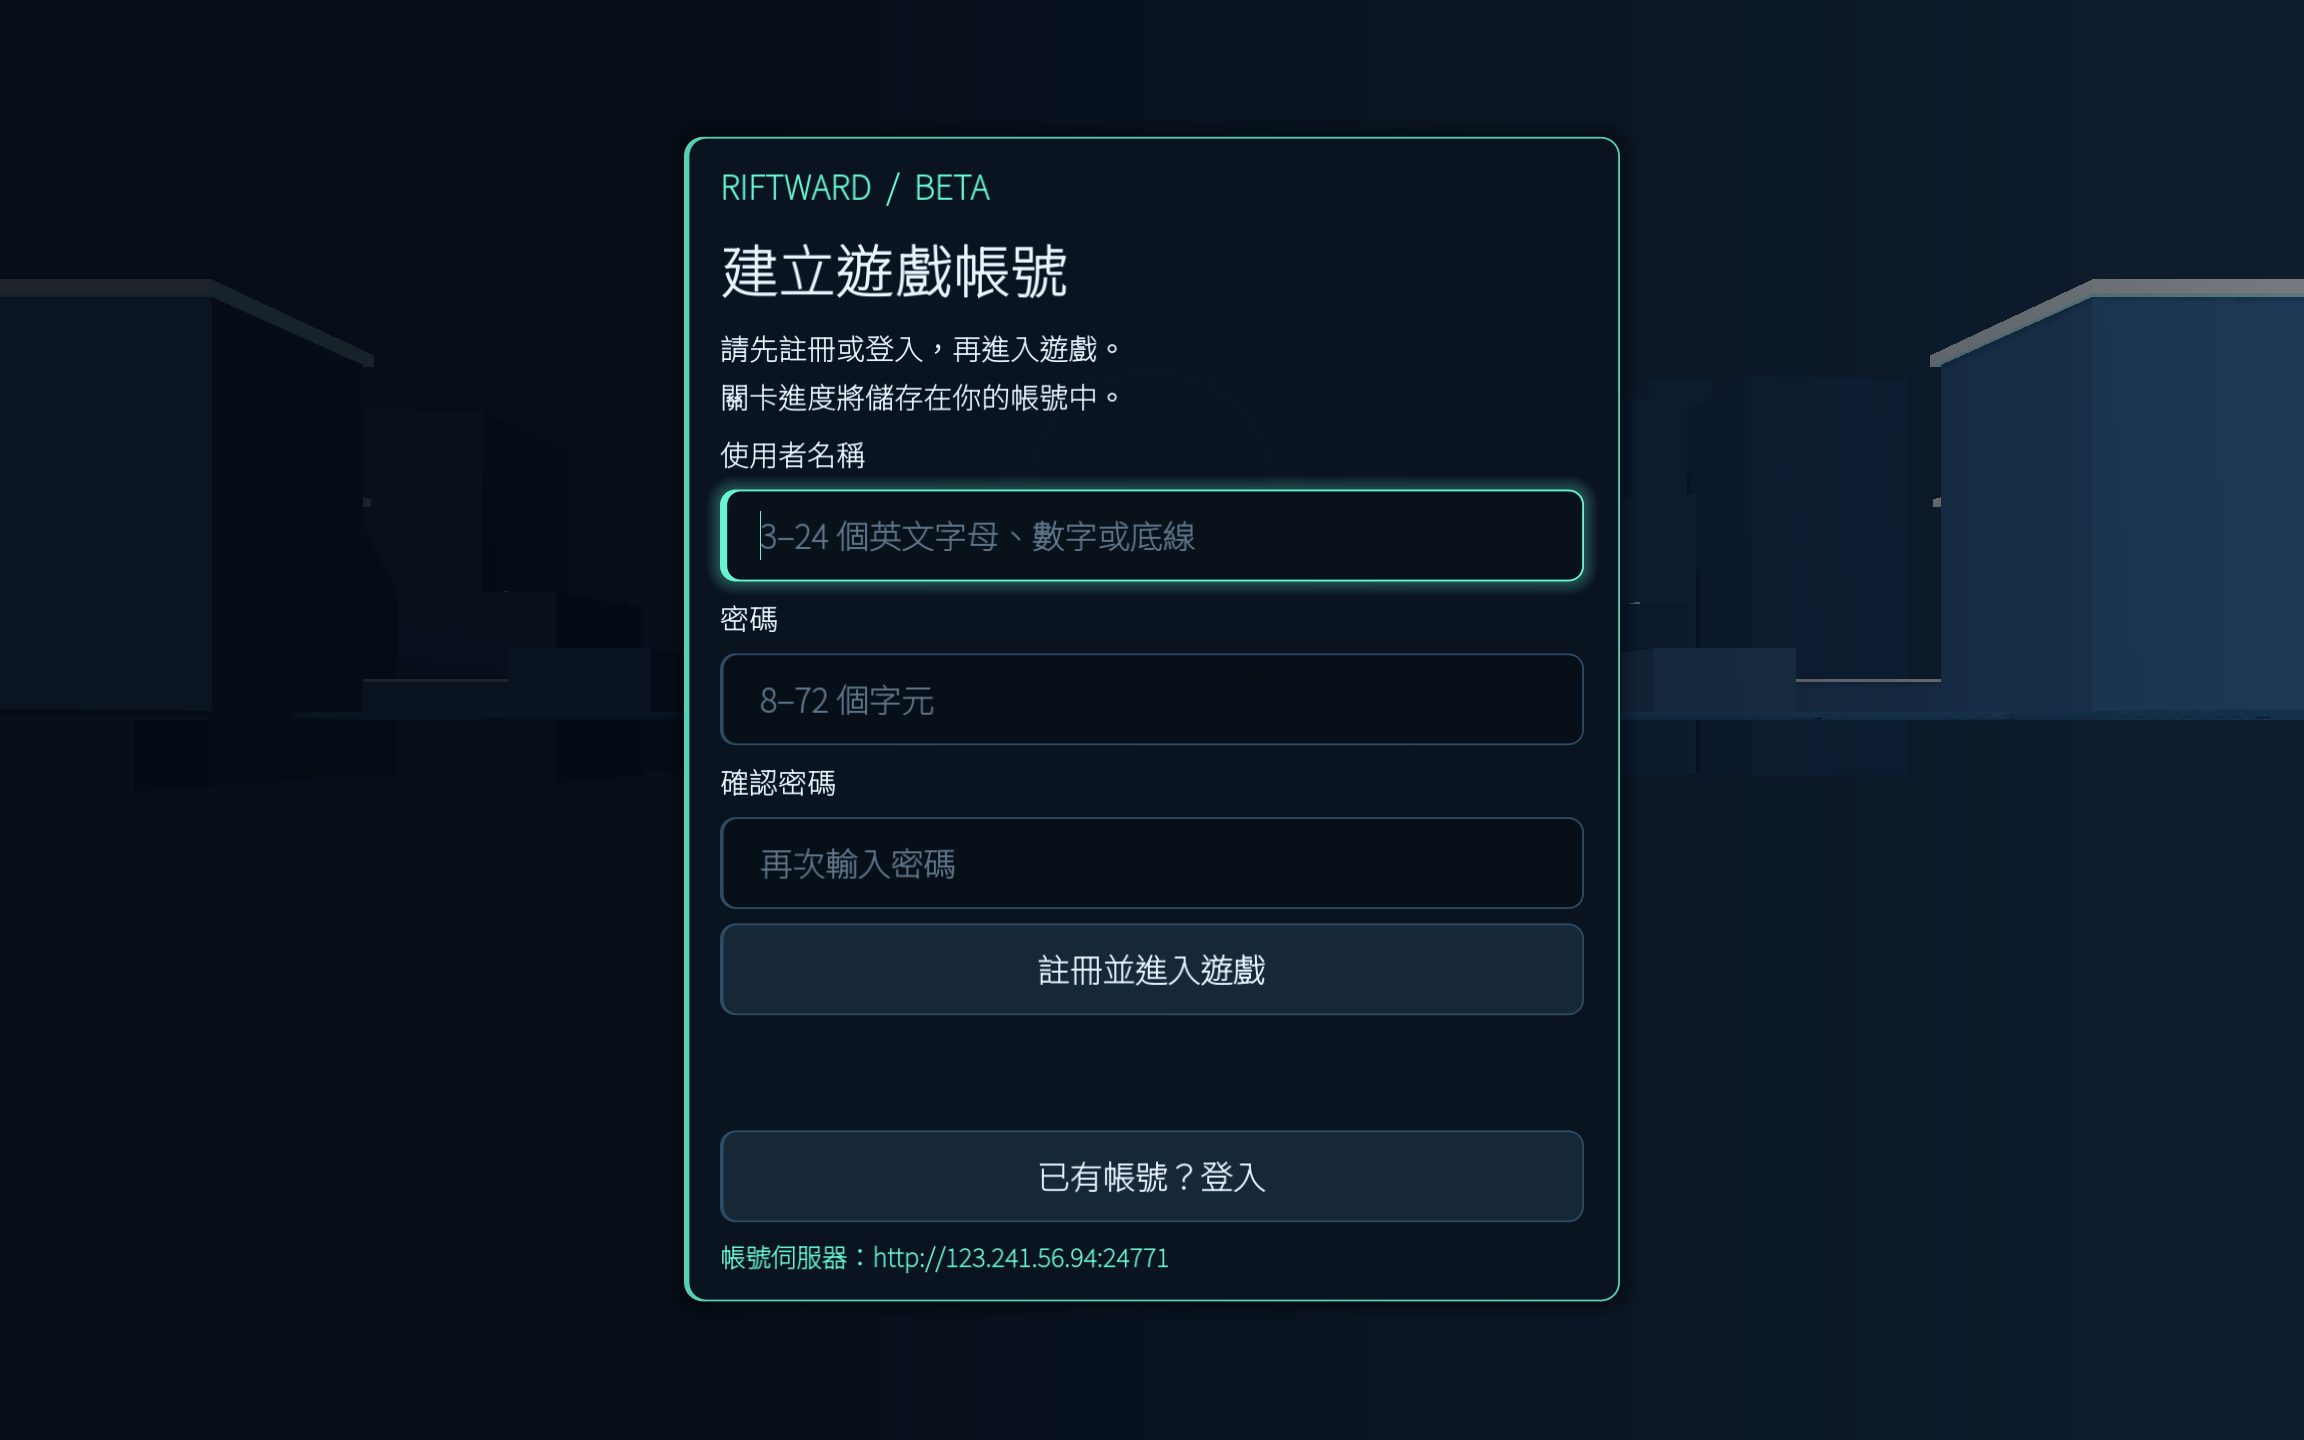 RIFTWARD / BETA
建立遊戲帳號
請先註冊或登入，再進入遊戲。
關卡進度將儲存在你的帳號中。
使用者名稱
3–24 個英文字母、數字或底線
密碼
8–72 個字元
確認密碼
再次輸入密碼
註冊並進入遊戲
已有帳號？登入
帳號伺服器：http://123.241.56.94:24771